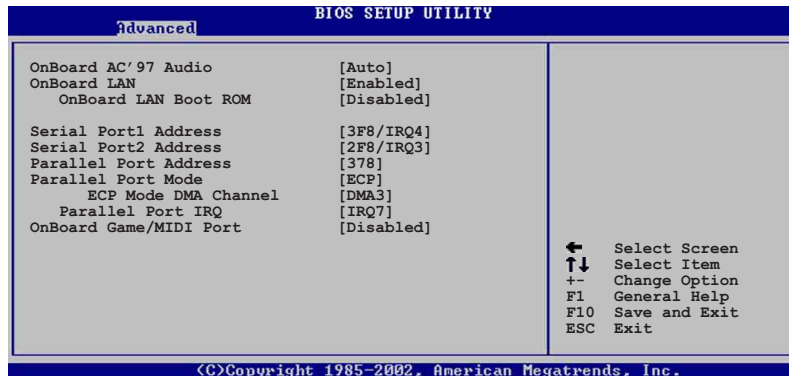 BIOS SETUP UTILITY
Advanced
OnBoard AC'97 Audio [Auto]
OnBoard LAN [Enabled]
OnBoard LAN Boot ROM [Disabled]
Serial Port1 Address [3F8/IRQ4]
Serial Port2 Address [2F8/IRQ3]
Parallel Port Address [378]
Parallel Port Mode [ECP]
ECP Mode DMA Channel [DMA3]
Parallel Port IRQ [IRQ7]
OnBoard Game/MIDI Port [Disabled]
← Select Screen
↑↓ Select Item
+- Change Option
F1 General Help
F10 Save and Exit
ESC Exit
(C)Copyright 1985-2002, American Megatrends, Inc.